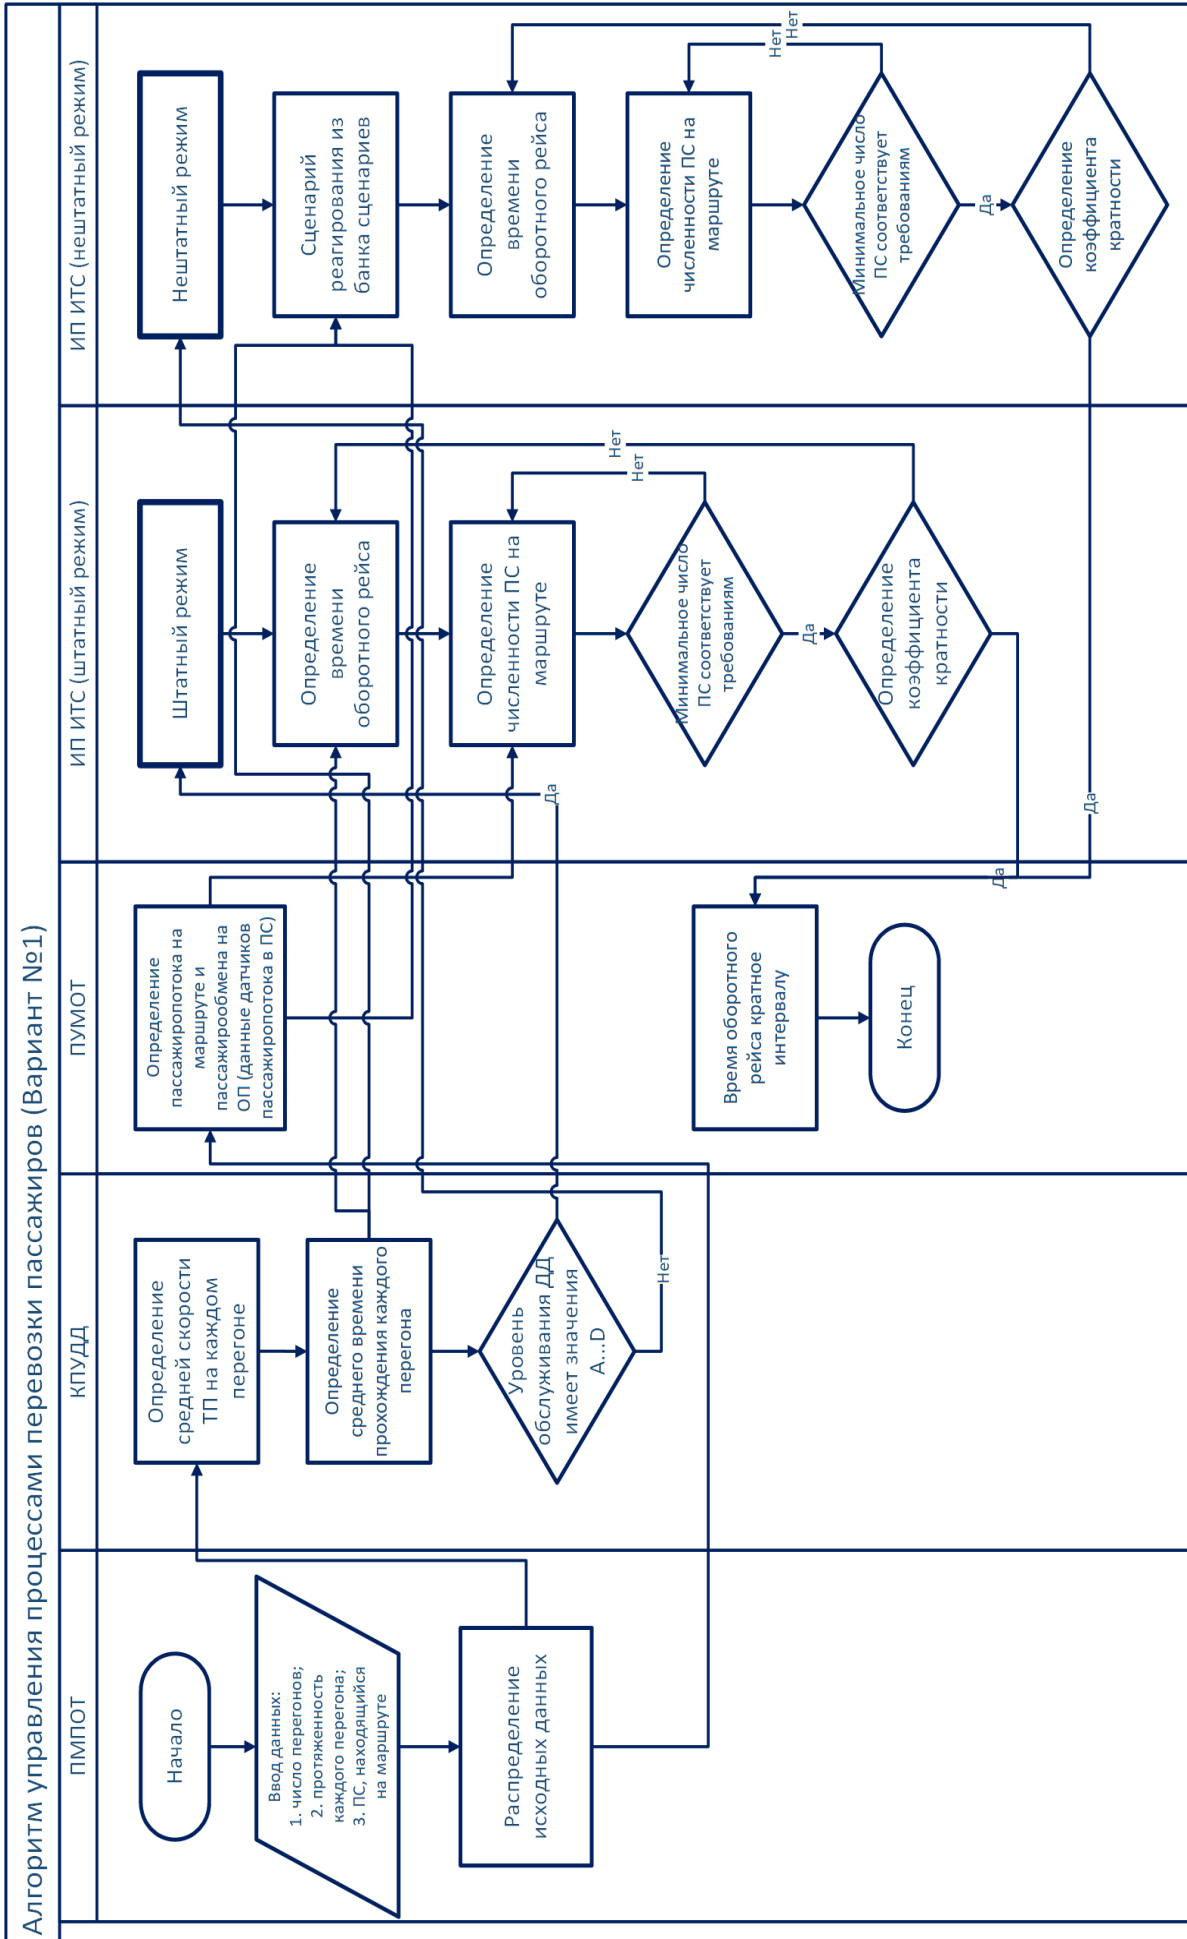 Алгоритм управления процессами перевозки пассажиров (Вариант №1)
ПМПОТ
Начало
Ввод данных:
1. число перегонов;
2. протяженность
каждого перегона;
3. ПС, находящийся
на маршруте
Распределение
исходных данных
КПУДД
Определение
средней скорости
ТП на каждом
перегоне
Определение
среднего времени
прохождения каждого
перегона
Уровень
обслуживания ДД
имеет значения
A...D
Нет
Да
ПУМОТ
Определение
пассажиропотока на
маршруте и
пассажирообмена на
ОП (данные датчиков
пассажиропотока в ПС)
Время оборотного
рейса кратное
интервалу
Конец
ИП ИТС (штатный режим)
Штатный режим
Определение
времени
оборотного рейса
Определение
численности ПС на
маршруте
Минимальное число
ПС соответствует
требованиям
Нет
Да
Определение
коэффициента
кратности
Нет
Да
ИП ИТС (нештатный режим)
Нештатный режим
Сценарий
реагирования из
банка сценариев
Определение
времени
оборотного рейса
Определение
численности ПС на
маршруте
Минимальное число
ПС соответствует
требованиям
Нет
Да
Определение
коэффициента
кратности
Нет
Да